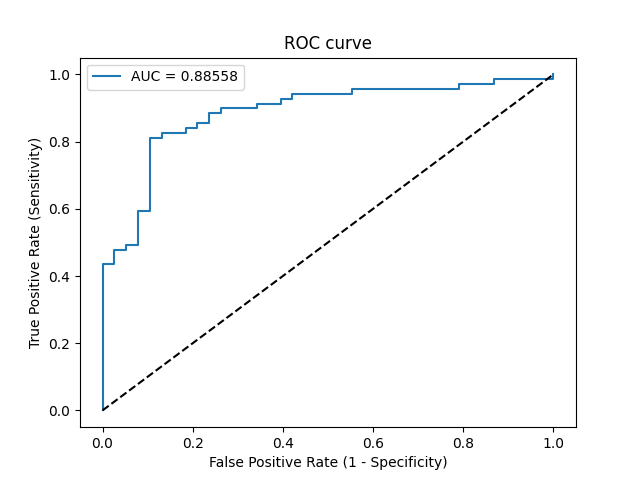 ROC curve
AUC = 0.88558
True Positive Rate (Sensitivity)
1.0
0.8
0.6
0.4
0.2
0.0
0.0 0.2 0.4 0.6 0.8 1.0
False Positive Rate (1 - Specificity)